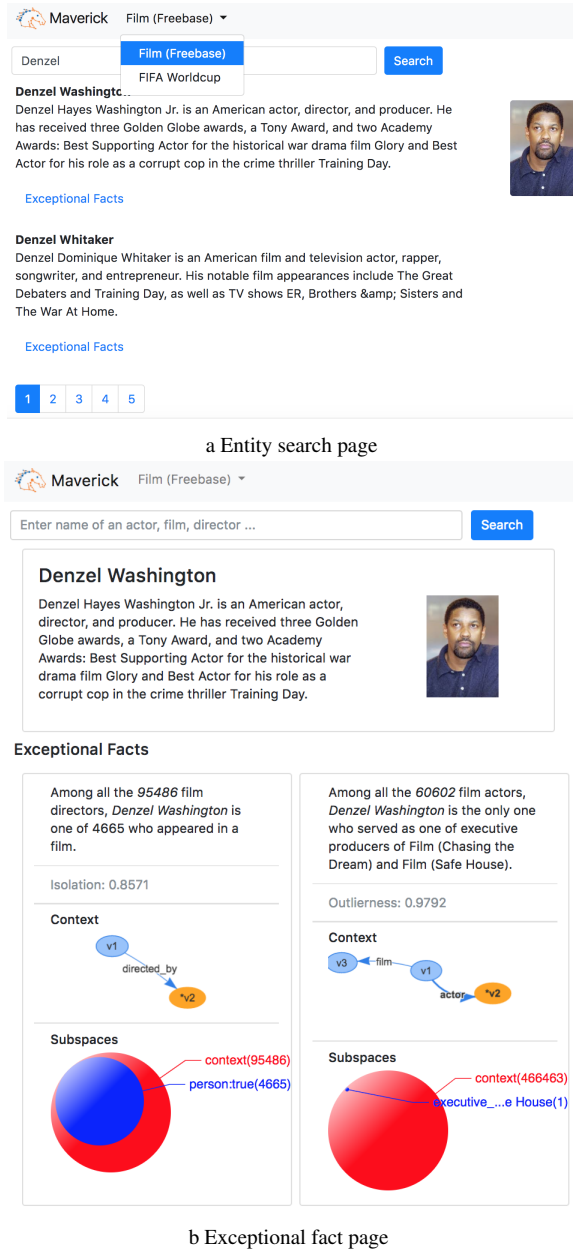 Maverick Film (Freebase)
Film (Freebase)
FIFA Worldcup
Denzel
Search
Denzel Washington
Denzel Hayes Washington Jr. is an American actor, director, and producer. He
has received three Golden Globe awards, a Tony Award, and two Academy
Awards: Best Supporting Actor for the historical war drama film Glory and Best
Actor for his role as a corrupt cop in the crime thriller Training Day.
Exceptional Facts
Denzel Whitaker
Denzel Dominique Whitaker is an American film and television actor, rapper,
songwriter, and entrepreneur. His notable film appearances include The Great
Debaters and Training Day, as well as TV shows ER, Brothers &amp; Sisters and
The War At Home.
Exceptional Facts
1 2 3 4 5
a Entity search page
Maverick Film (Freebase)
Enter name of an actor, film, director ... Search
Denzel Washington
Denzel Hayes Washington Jr. is an American actor,
director, and producer. He has received three Golden
Globe awards, a Tony Award, and two Academy
Awards: Best Supporting Actor for the historical war
drama film Glory and Best Actor for his role as a
corrupt cop in the crime thriller Training Day.
Exceptional Facts
Among all the 95486 film
directors, Denzel Washington is
one of 4665 who appeared in a
film.
Isolation: 0.8571
Context
v1
directed_by
*v2
Subspaces
context(95486)
person:true(4665)
Among all the 60602 film actors,
Denzel Washington is the only one
who served as one of executive
producers of Film (Chasing the
Dream) and Film (Safe House).
Outlierness: 0.9792
Context
v3 film v1
actor *v2
Subspaces
context(466463)
executive_...e House(1)
b Exceptional fact page